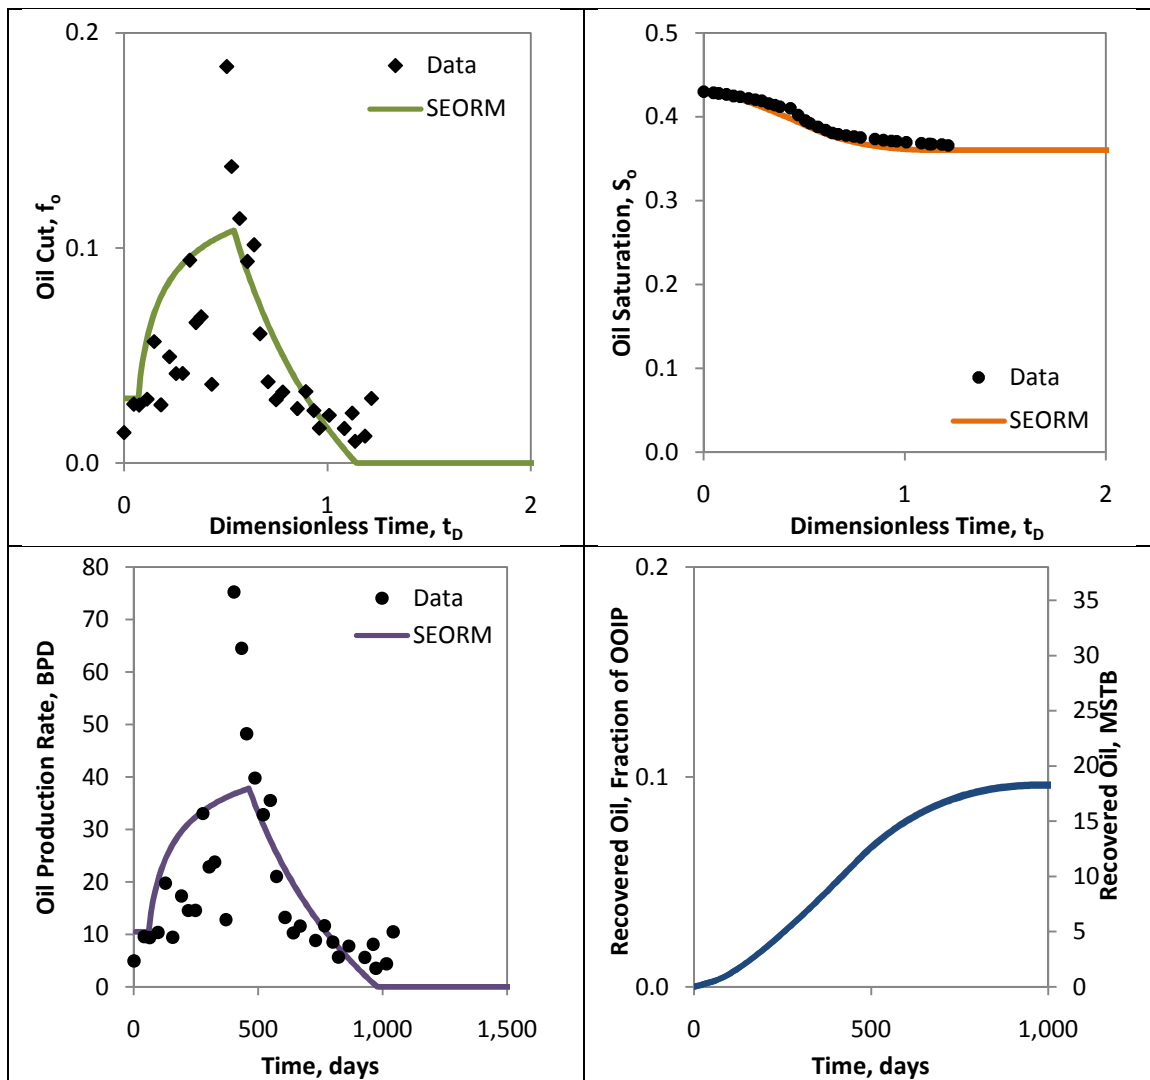 0.2
0.1
0.0
Oil Cut, fo
Data
SEORM
0
1
2
Dimensionless Time, tD
0.5
0.4
0.3
0.2
0.1
0.0
Oil Saturation, So
Data
SEORM
0
1
2
Dimensionless Time, tD
80
70
60
50
40
30
20
10
0
Oil Production Rate, BPD
Data
SEORM
0
500
1,000
1,500
Time, days
0.2
0.1
0.0
Recovered Oil, Fraction of OOIP
35
30
25
20
15
10
5
0
Recovered Oil, MSTB
0
500
1,000
Time, days